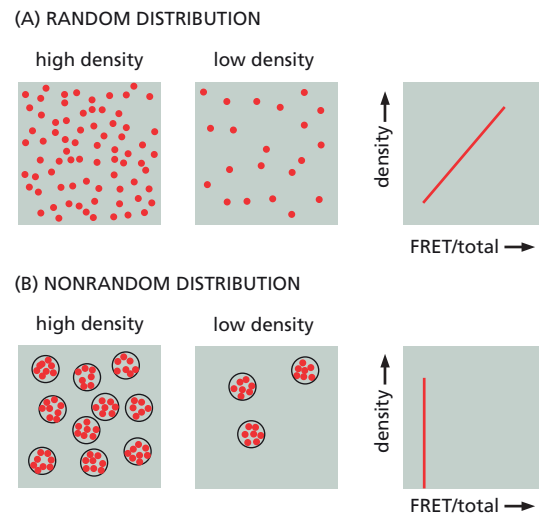 (A) RANDOM DISTRIBUTION
high density
low density
density
FRET/total
(B) NONRANDOM DISTRIBUTION
high density
low density
density
FRET/total